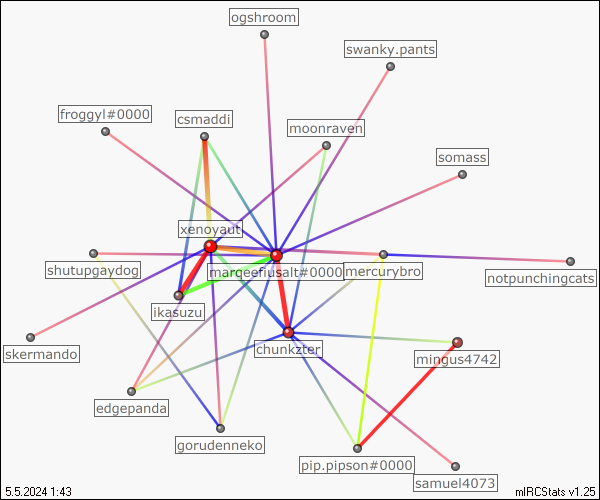 ogshroom
swanky.pants
froggyl#0000
csmaddi
moonraven
somass
xenoyaut
shutupgaydog
marqeefiusalt#0000
mercurybro
notpunchingcats
ikasuzu
skermando
chunkzter
mingus4742
edgepanda
gorudenneko
pip.pipson#0000
samuel4073
5.5.2024 1:43
mIRCStats v1.25